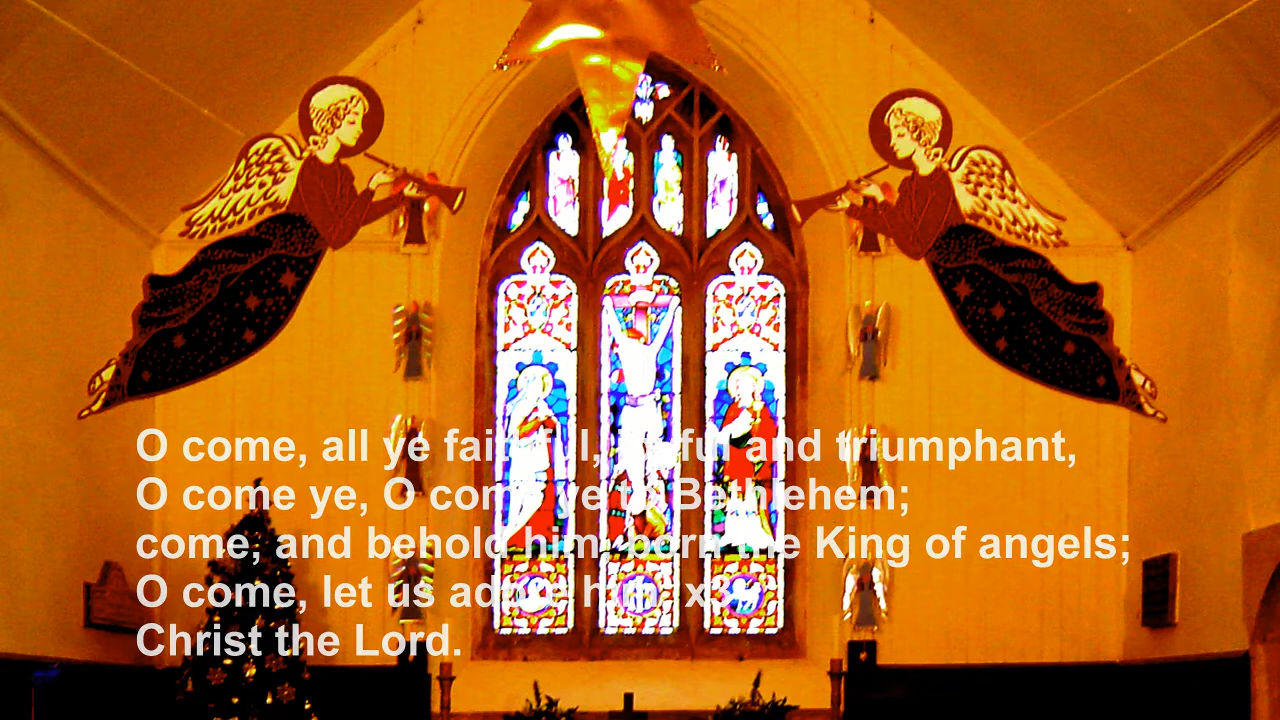 O come, all ye faithful, joyful and triumphant,
O come ye, O come ye to Bethlehem;
come, and behold him, born the King of angels;
O come, let us adore him, x3
Christ the Lord.